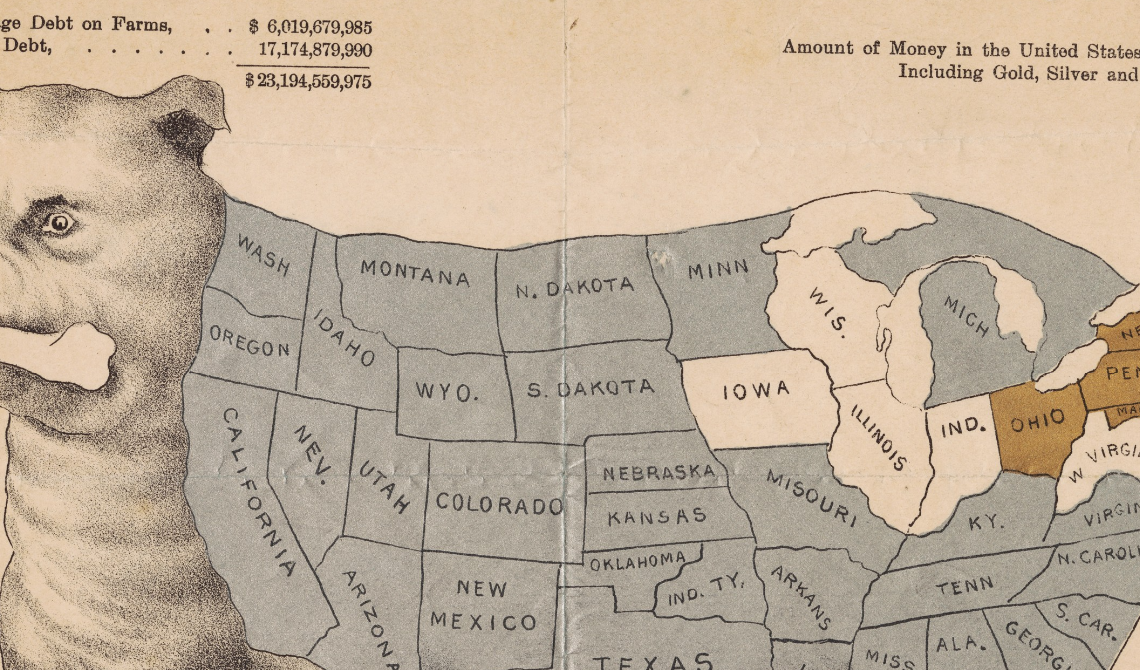 ge Debt on Farms, . . $ 6,019,679,985
Debt, . . . . . . . 17,174,879,990
$23,194,559,975
Amount of Money in the United States
Including Gold, Silver and
WASH
MONTANA
N. DAKOTA
MINN
WIS.
MICH
NE
OREGON
IDAHO
WYO.
S. DAKOTA
IOWA
ILLINOIS
IND.
OHIO
PEN
MA
W VIRGI
CALIFORNIA
NEV.
UTAH
COLORADO
NEBRASKA
KANSAS
MISSOURI
KY.
VIRGIN
OKLAHOMA
IND. TY.
ARKANS
TENN
N. CAROLI
ARIZONA
NEW
MEXICO
TEXAS
MISS
ALA.
GEORG
S. CAR.